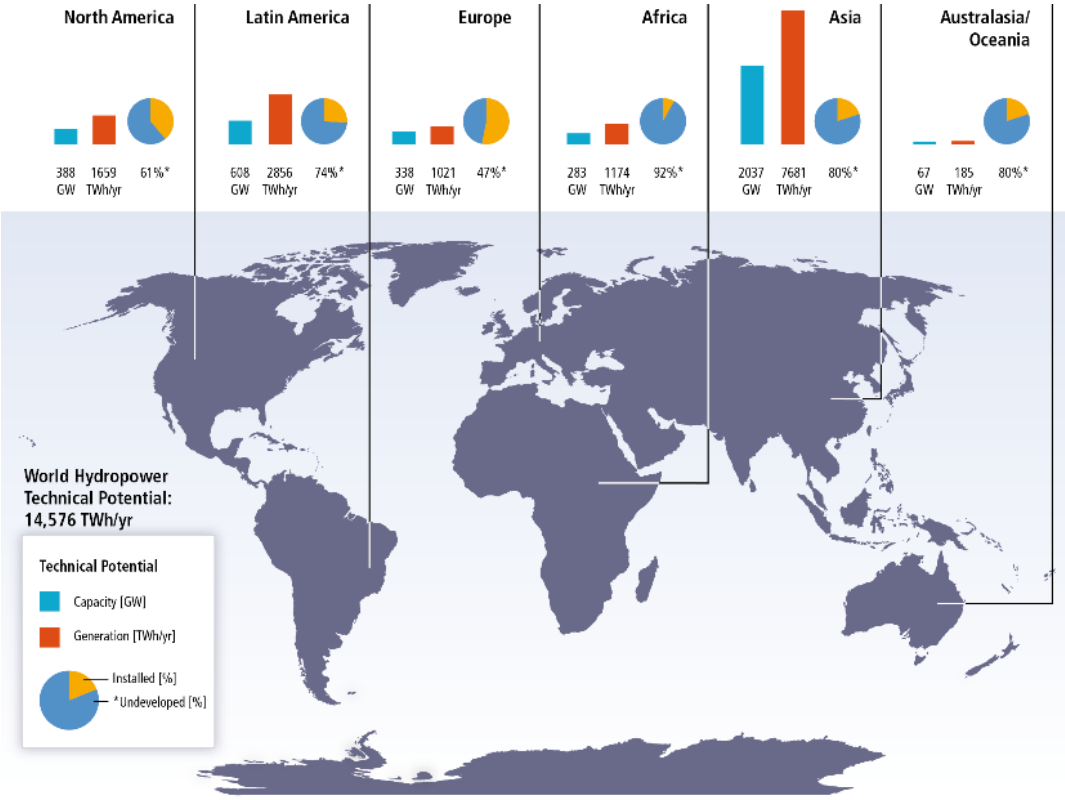 North America
388
GW
1659
TWh/yr
61%*
Latin America
608
GW
2856
TWh/yr
74%*
Europe
338
GW
1021
TWh/yr
47%*
Africa
283
GW
1174
TWh/yr
92%*
Asia
2037
GW
7681
TWh/yr
80%*
Australasia/
Oceania
67
GW
185
TWh/yr
80%*
World Hydropower
Technical Potential:
14,576 TWh/yr
Technical Potential
Capacity [GW]
Generation [TWh/yr]
Installed [%]
*Undeveloped [%]